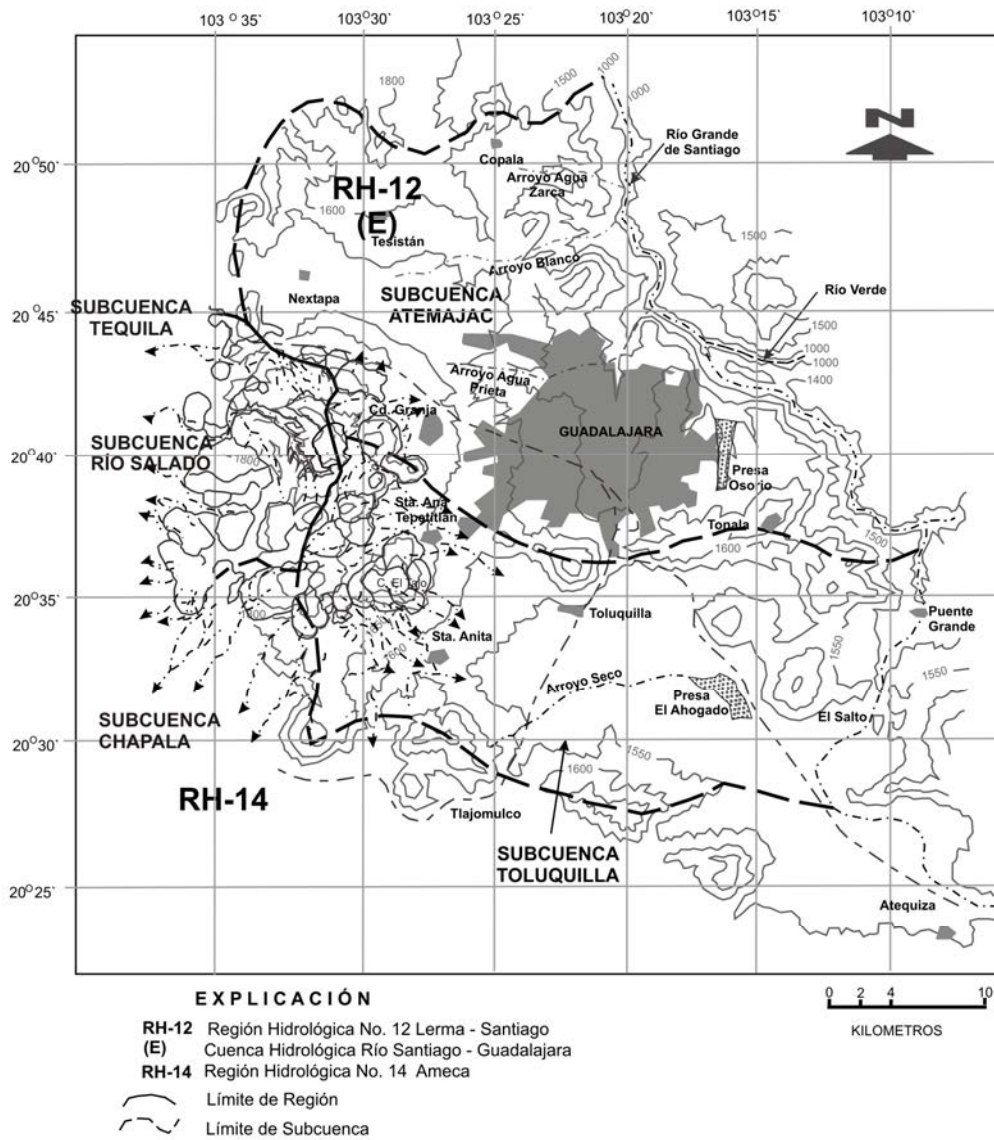 103°35' 103°30' 103°25' 103°20' 103°15' 103°10'
1800
1500
1000
1000
N
Río Grande
de Santiago
20°50'
Copala
Arroyo Agua
Zarca
RH-12
(E)
1600
Tesistán
1500
Arroyo Blanco
Nextapa
SUBCUENCA
ATEMAJAC
Río Verde
SUBCUENCA
TEQUILA
20°45'
1500
1000
1000
1400
Arroyo Agua
Prieta
Cd. Granja
GUADALAJARA
SUBCUENCA
RÍO SALADO
1800
20°40'
Presa
Osorio
Sta. Ana
Tepetitlán
Tonala
1500
1600
C. El Tajo
20°35'
Toluquilla
Puente
Grande
Sta. Anita
1600
1550
1550
Arroyo Seco
Presa
El Ahogado
El Salto
SUBCUENCA
CHAPALA
20°30'
1550
1600
RH-14
Tlajomulco
SUBCUENCA
TOLUQUILLA
20°25'
Atequiza
EXPLICACIÓN
RH-12 Región Hidrológica No. 12 Lerma - Santiago
(E) Cuenca Hidrológica Río Santiago - Guadalajara
RH-14 Región Hidrológica No. 14 Ameca
Límite de Región
Límite de Subcuenca
0 2 4 10
KILOMETROS